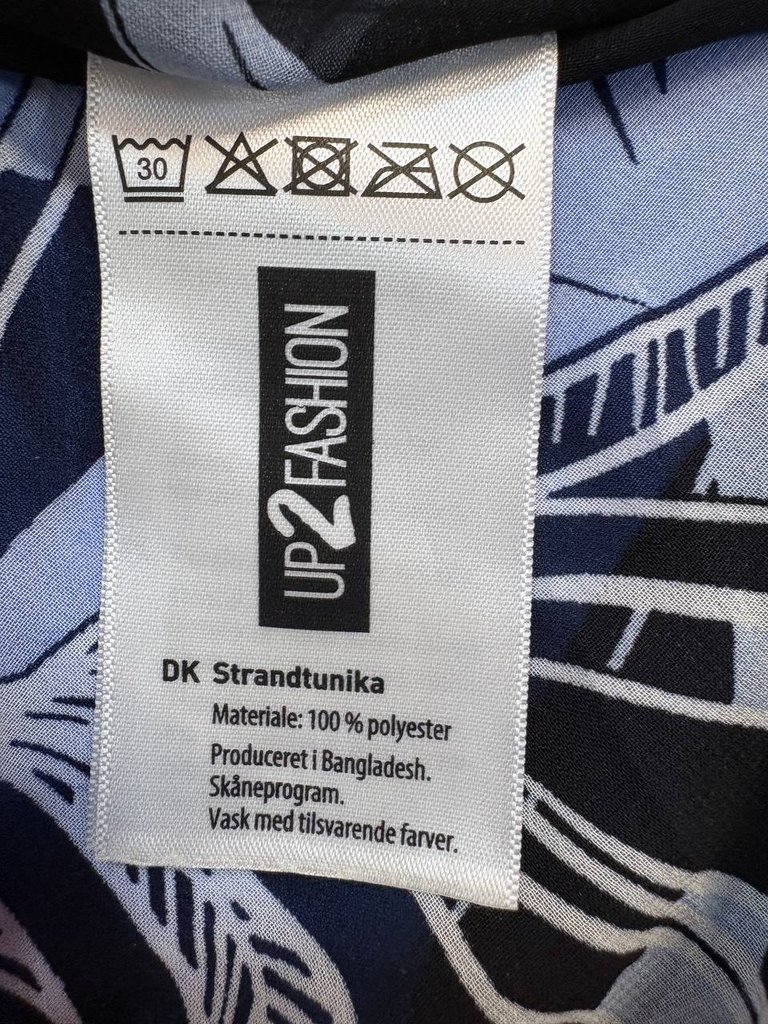 30
UP2FASHION
DK Strandtunika
Materiale: 100 % polyester
Produceret i Bangladesh.
Skåneprogram.
Vask med tilsvarende farver.